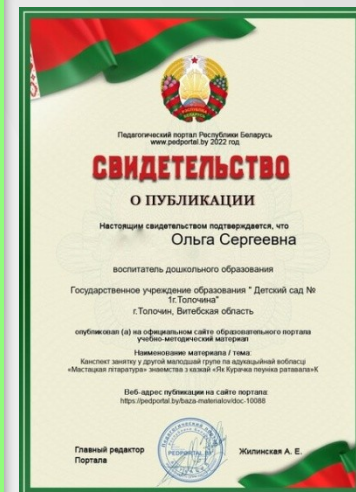 Педагогический портал Республики Беларусь
www.pedportal.by 2022 год
СВИДЕТЕЛЬСТВО
О ПУБЛИКАЦИИ
Настоящим свидетельством подтверждается, что
Ольга Сергеевна
воспитатель дошкольного образования
Государственное учреждение образования " Детский сад №
1г.Толочина"
г.Толочин, Витебская область
опубликовал (а) на официальном сайте образовательного портала
учебно-методический материал
Наименование материала / тема:
Канспект занятку у другой малодшай групе па адукацыйнай вобласці
«Мастацкая літаратура» знаемства з казкай «Як Курачка пеўніка ратавала»К
Веб-адрес публикации на сайте портала:
https://pedportal.by/baza-materialov/doc-10088
Главный редактор
Портала
PEDPORTAL.BY
Жилинская А. Е.